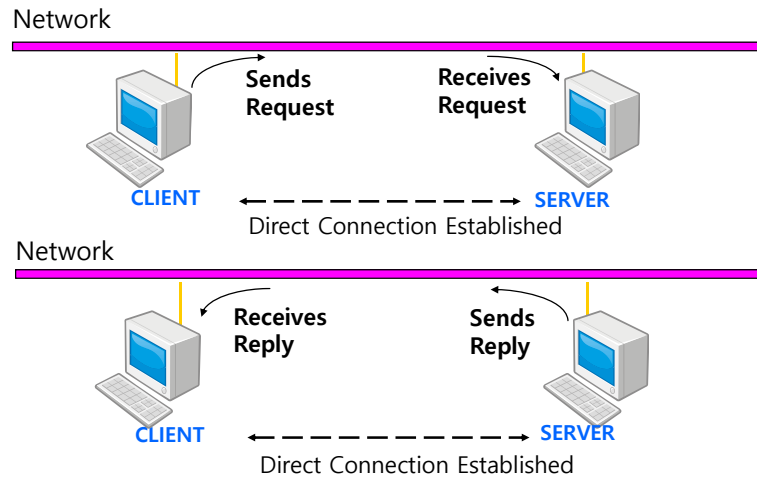 Network
Sends
Request
Receives
Request
CLIENT
SERVER
Direct Connection Established
Network
Receives
Reply
Sends
Reply
CLIENT
SERVER
Direct Connection Established